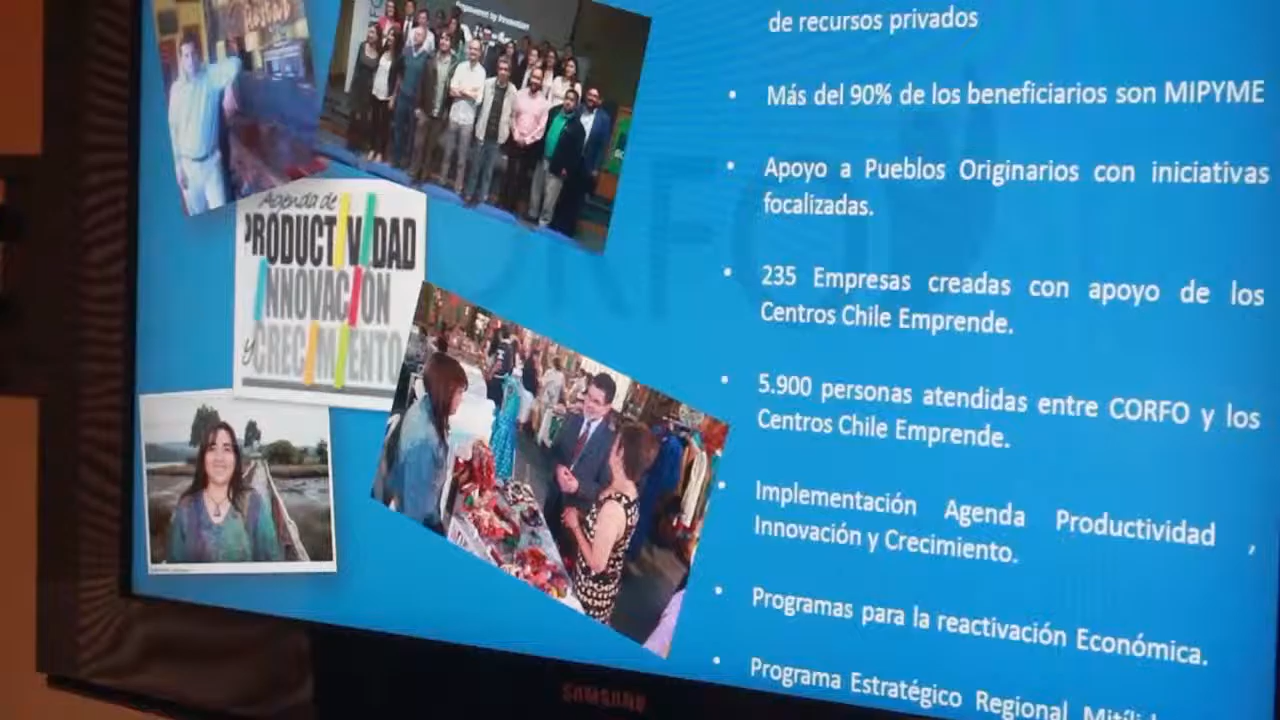 de recursos privados
• Más del 90% de los beneficiarios son MIPYME
• Apoyo a Pueblos Originarios con iniciativas
focalizadas.
• 235 Empresas creadas con apoyo de los
Centros Chile Emprende.
• 5.900 personas atendidas entre CORFO y los
Centros Chile Emprende.
• Implementación Agenda Productividad ,
Innovación y Crecimiento.
• Programas para la reactivación Económica.
• Programa Estratégico Regional
Agenda de
PRODUCTIVIDAD
INNOVACIÓN
y CRECIMIENTO
CORFO
SAMSUNG